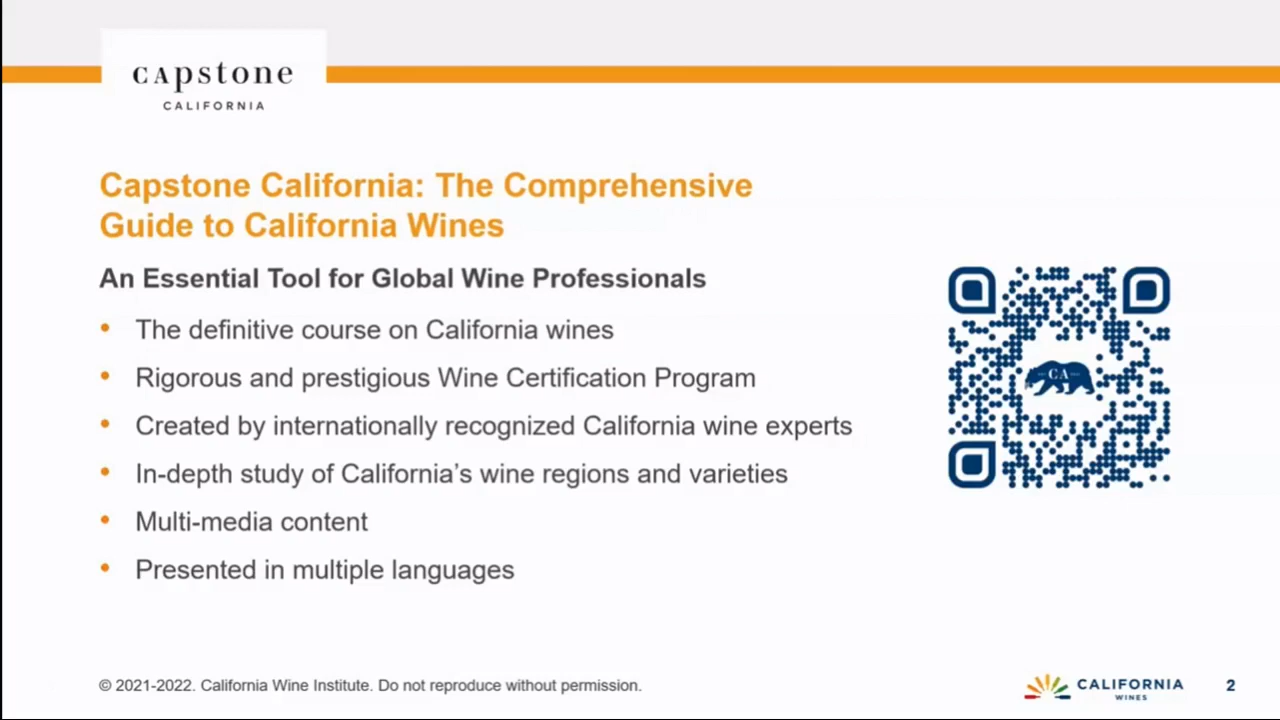 CAPSTONE
CALIFORNIA
Capstone California: The Comprehensive
Guide to California Wines
An Essential Tool for Global Wine Professionals
• The definitive course on California wines
• Rigorous and prestigious Wine Certification Program
• Created by internationally recognized California wine experts
• In-depth study of California’s wine regions and varieties
• Multi-media content
• Presented in multiple languages
CA
© 2021-2022. California Wine Institute. Do not reproduce without permission.
CALIFORNIA
WINES
2